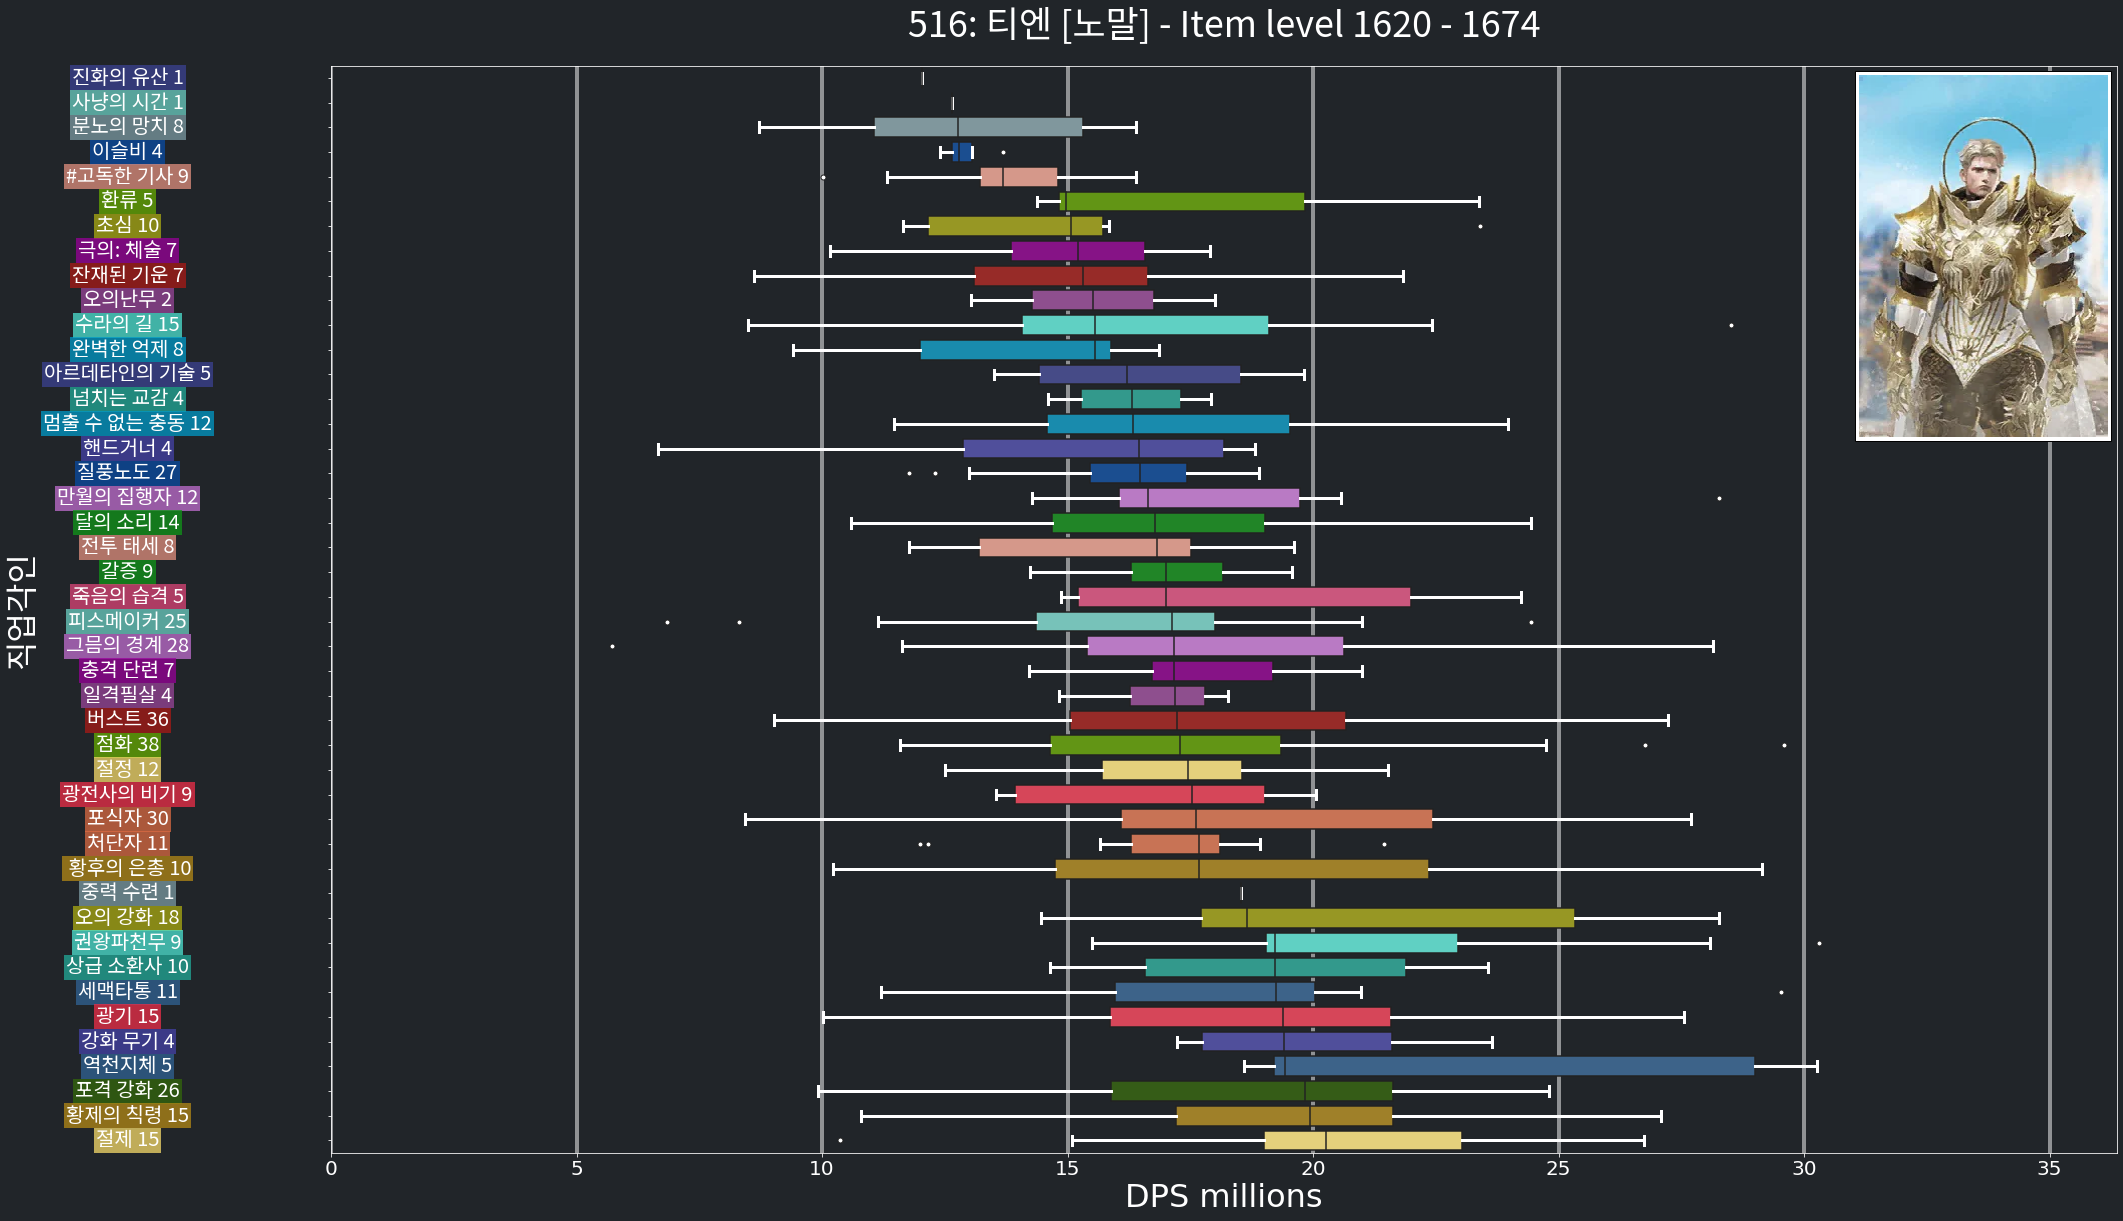 516: 티엔 [노말] - Item level 1620 - 1674
직업각인
진화의 유산 1
사냥의 시간 1
분노의 망치 8
이슬비 4
#고독한 기사 9
환류 5
초심 10
극의: 체술 7
잔재된 기운 7
오의난무 2
수라의 길 15
완벽한 억제 8
아르데타인의 기술 5
넘치는 교감 4
멈출 수 없는 충동 12
핸드거너 4
질풍노도 27
만월의 집행자 12
달의 소리 14
전투 태세 8
갈증 9
죽음의 습격 5
피스메이커 25
그믐의 경계 28
충격 단련 7
일격필살 4
버스트 36
점화 38
절정 12
광전사의 비기 9
포식자 30
처단자 11
황후의 은총 10
중력 수련 1
오의 강화 18
권왕파천무 9
상급 소환사 10
세맥타통 11
광기 15
강화 무기 4
역천지체 5
포격 강화 26
황제의 칙령 15
절제 15
0 5 10 15 20 25 30 35
DPS millions